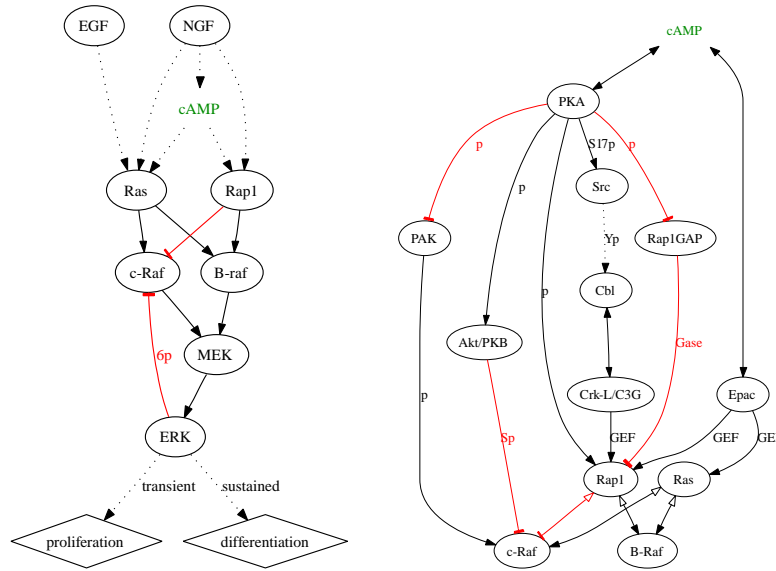 EGF
NGF
cAMP
Ras
Rap1
c-Raf
B-raf
MEK
6p
ERK
transient
sustained
proliferation
differentiation
cAMP
PKA
p
S17p
p
p
Src
PAK
Yp
Rap1GAP
p
Cbl
Akt/PKB
Gase
p
Crk-L/C3G
Epac
Sp
GEF
GEF
GE
Rap1
Ras
c-Raf
B-Raf